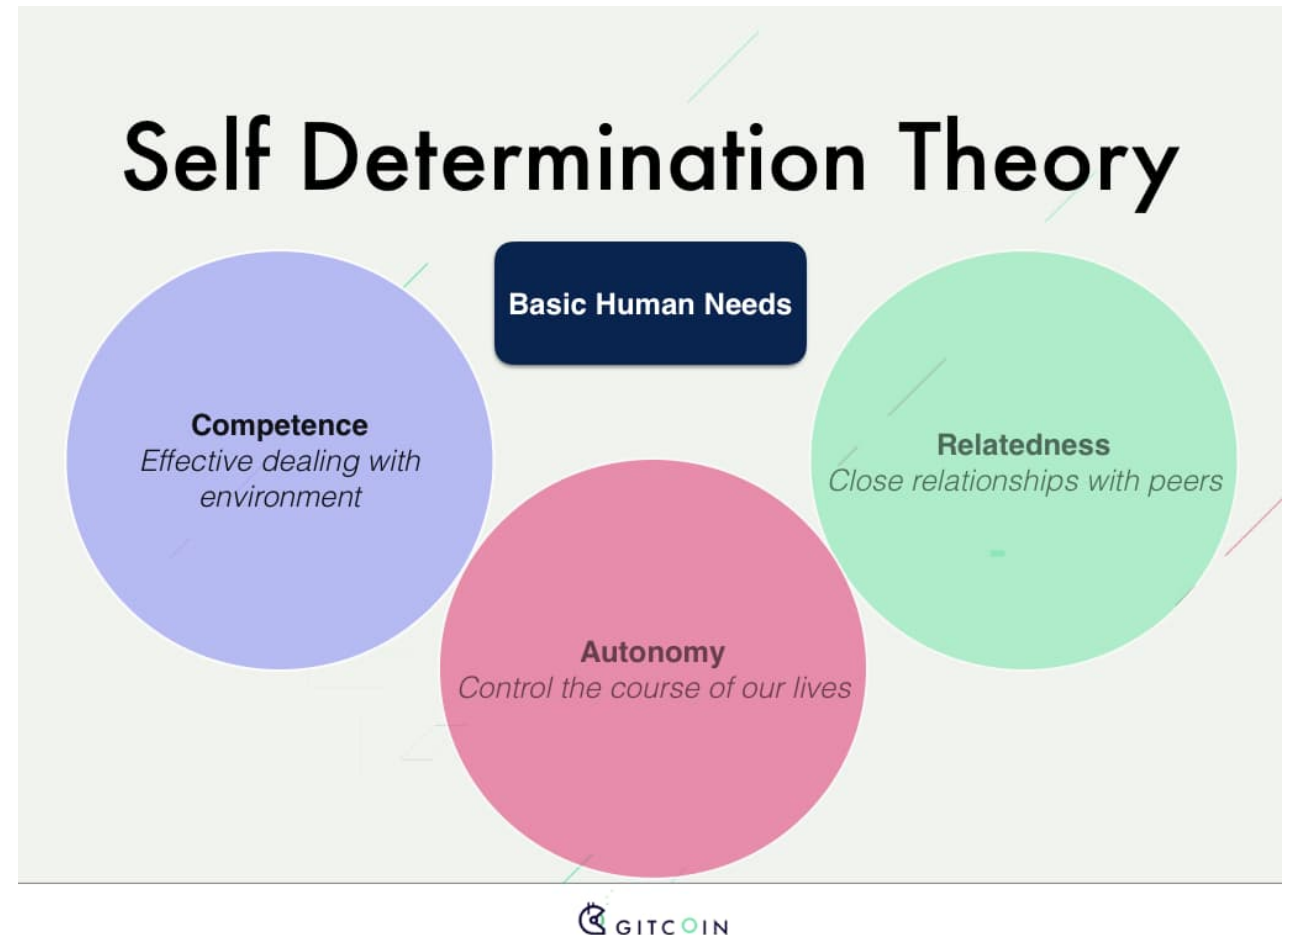 Self Determination Theory
Basic Human Needs
Competence
Effective dealing with
environment
Relatedness
Close relationships with peers
Autonomy
Control the course of our lives
GITCOIN